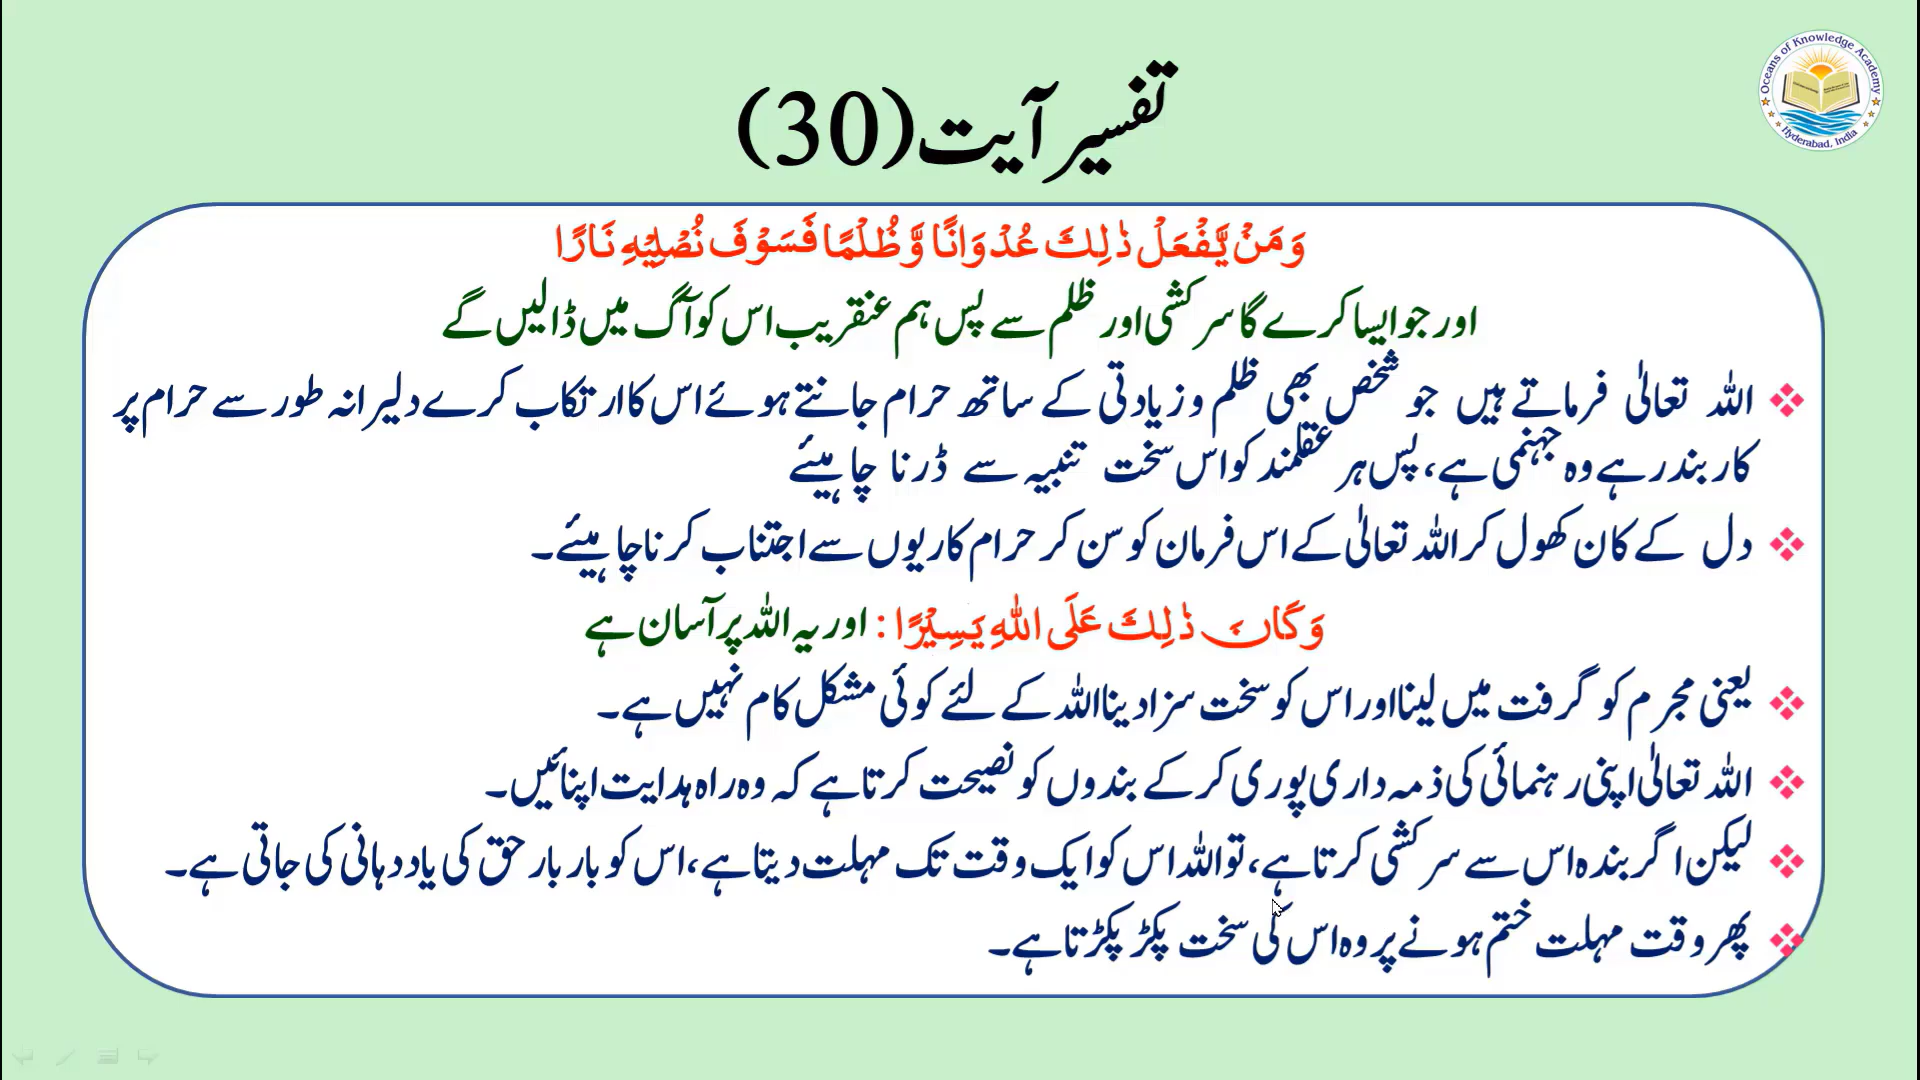 Oceans of Knowledge Academy
Hyderabad, India
تفسیر آیت (30)
وَمَنْ يَّفْعَلْ ذٰلِكَ عُدْوَانًا وَّظُلْمًا فَسَوْفَ نُصْلِيْهِ نَارًا
اور جو ایسا کرے گا سرکشی اور ظلم سے پس ہم عنقریب اس کو آگ میں ڈالیں گے
اللہ تعالیٰ فرماتے ہیں جو شخص بھی ظلم و زیادتی کے ساتھ حرام جانتے ہوئے اس کا ارتکاب کرے دلیرانہ طور سے حرام پر
کاربند رہے وہ جہنمی ہے، پس ہر عقلمند کو اس سخت تنبیہ سے ڈرنا چاہیئے
دل کے کان کھول کر اللہ تعالیٰ کے اس فرمان کو سن کر حرام کاریوں سے اجتناب کرنا چاہیئے۔
وَكَانَ ذٰلِكَ عَلَى اللّٰهِ يَسِيْرًا : اور یہ اللہ پر آسان ہے
یعنی مجرم کو گرفت میں لینا اور اس کو سخت سزا دینا اللہ کے لئے کوئی مشکل کام نہیں ہے۔
اللہ تعالیٰ اپنی رہنمائی کی ذمہ داری پوری کرکے بندوں کو نصیحت کرتا ہے کہ وہ راہ ہدایت اپنائیں۔
لیکن اگر بندہ اس سے سرکشی کرتا ہے، تو اللہ اس کو ایک وقت تک مہلت دیتا ہے، اس کو بار بار حق کی یاد دہانی کی جاتی ہے۔
پھر وقت مہلت ختم ہونے پر وہ اس کی سخت پکڑ پکڑتا ہے۔